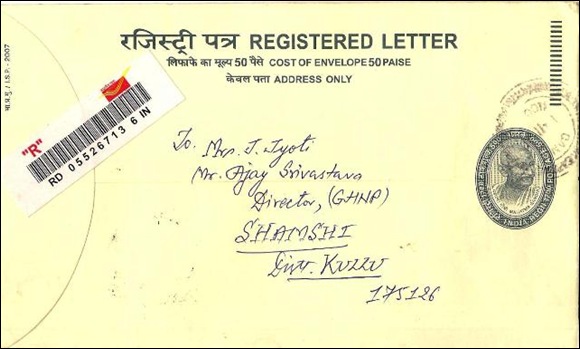 भा.प्र.मु./I.S.P. - 2007
रजिस्ट्री पत्र REGISTERED LETTER
लिफाफे का मूल्य 50 पैसे COST OF ENVELOPE 50 PAISE
केवल पता ADDRESS ONLY
"R"
RD 05526713 6 IN
To. Mrs. J. Jyoti
Mr. Ajay Srivastava
Director, (GHNP)
SHAMSHI
Distt. KULLU
175126